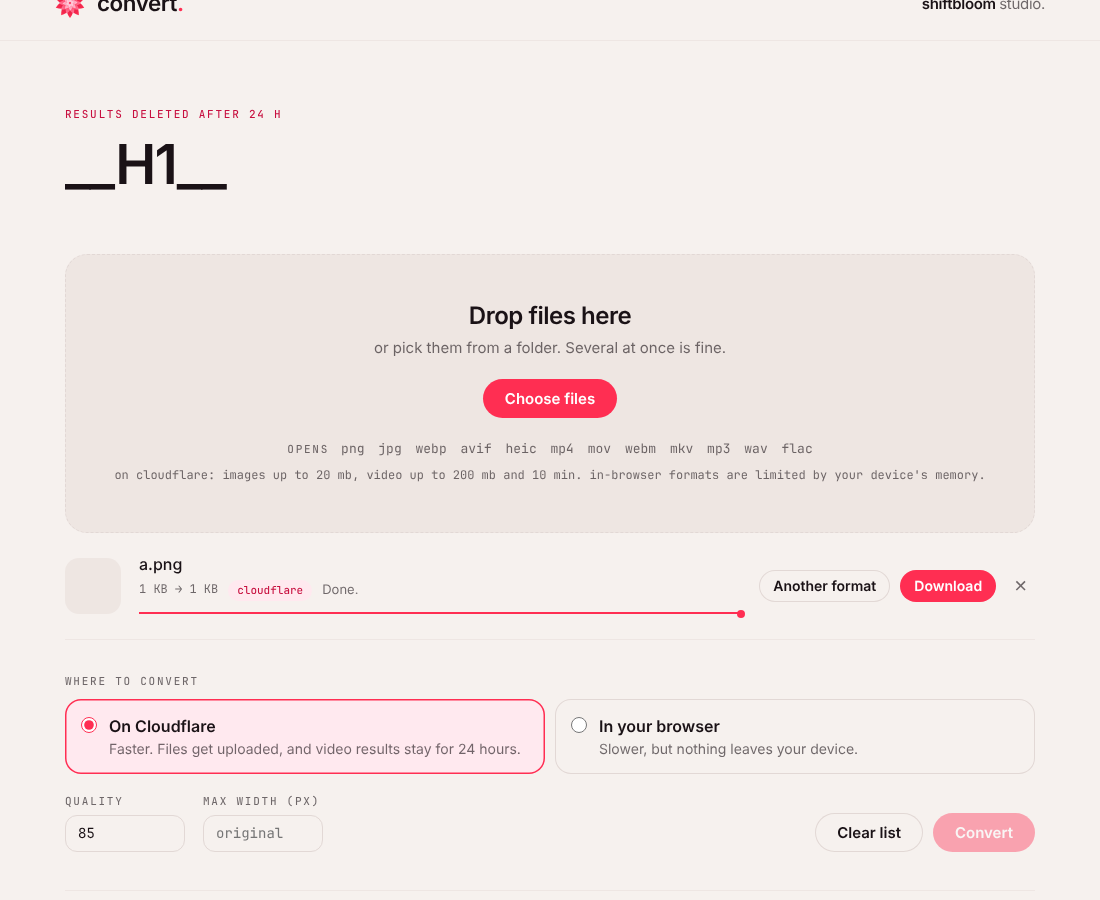 convert.
shiftbloom studio.
RESULTS DELETED AFTER 24 H
__H1__
Drop files here
or pick them from a folder. Several at once is fine.
Choose files
OPENS png jpg webp avif heic mp4 mov webm mkv mp3 wav flac
on cloudflare: images up to 20 mb, video up to 200 mb and 10 min. in-browser formats are limited by your device's memory.
a.png
1 KB → 1 KB cloudflare Done.
Another format
Download
×
WHERE TO CONVERT
On Cloudflare
Faster. Files get uploaded, and video results stay for 24 hours.
In your browser
Slower, but nothing leaves your device.
QUALITY
85
MAX WIDTH (PX)
original
Clear list
Convert